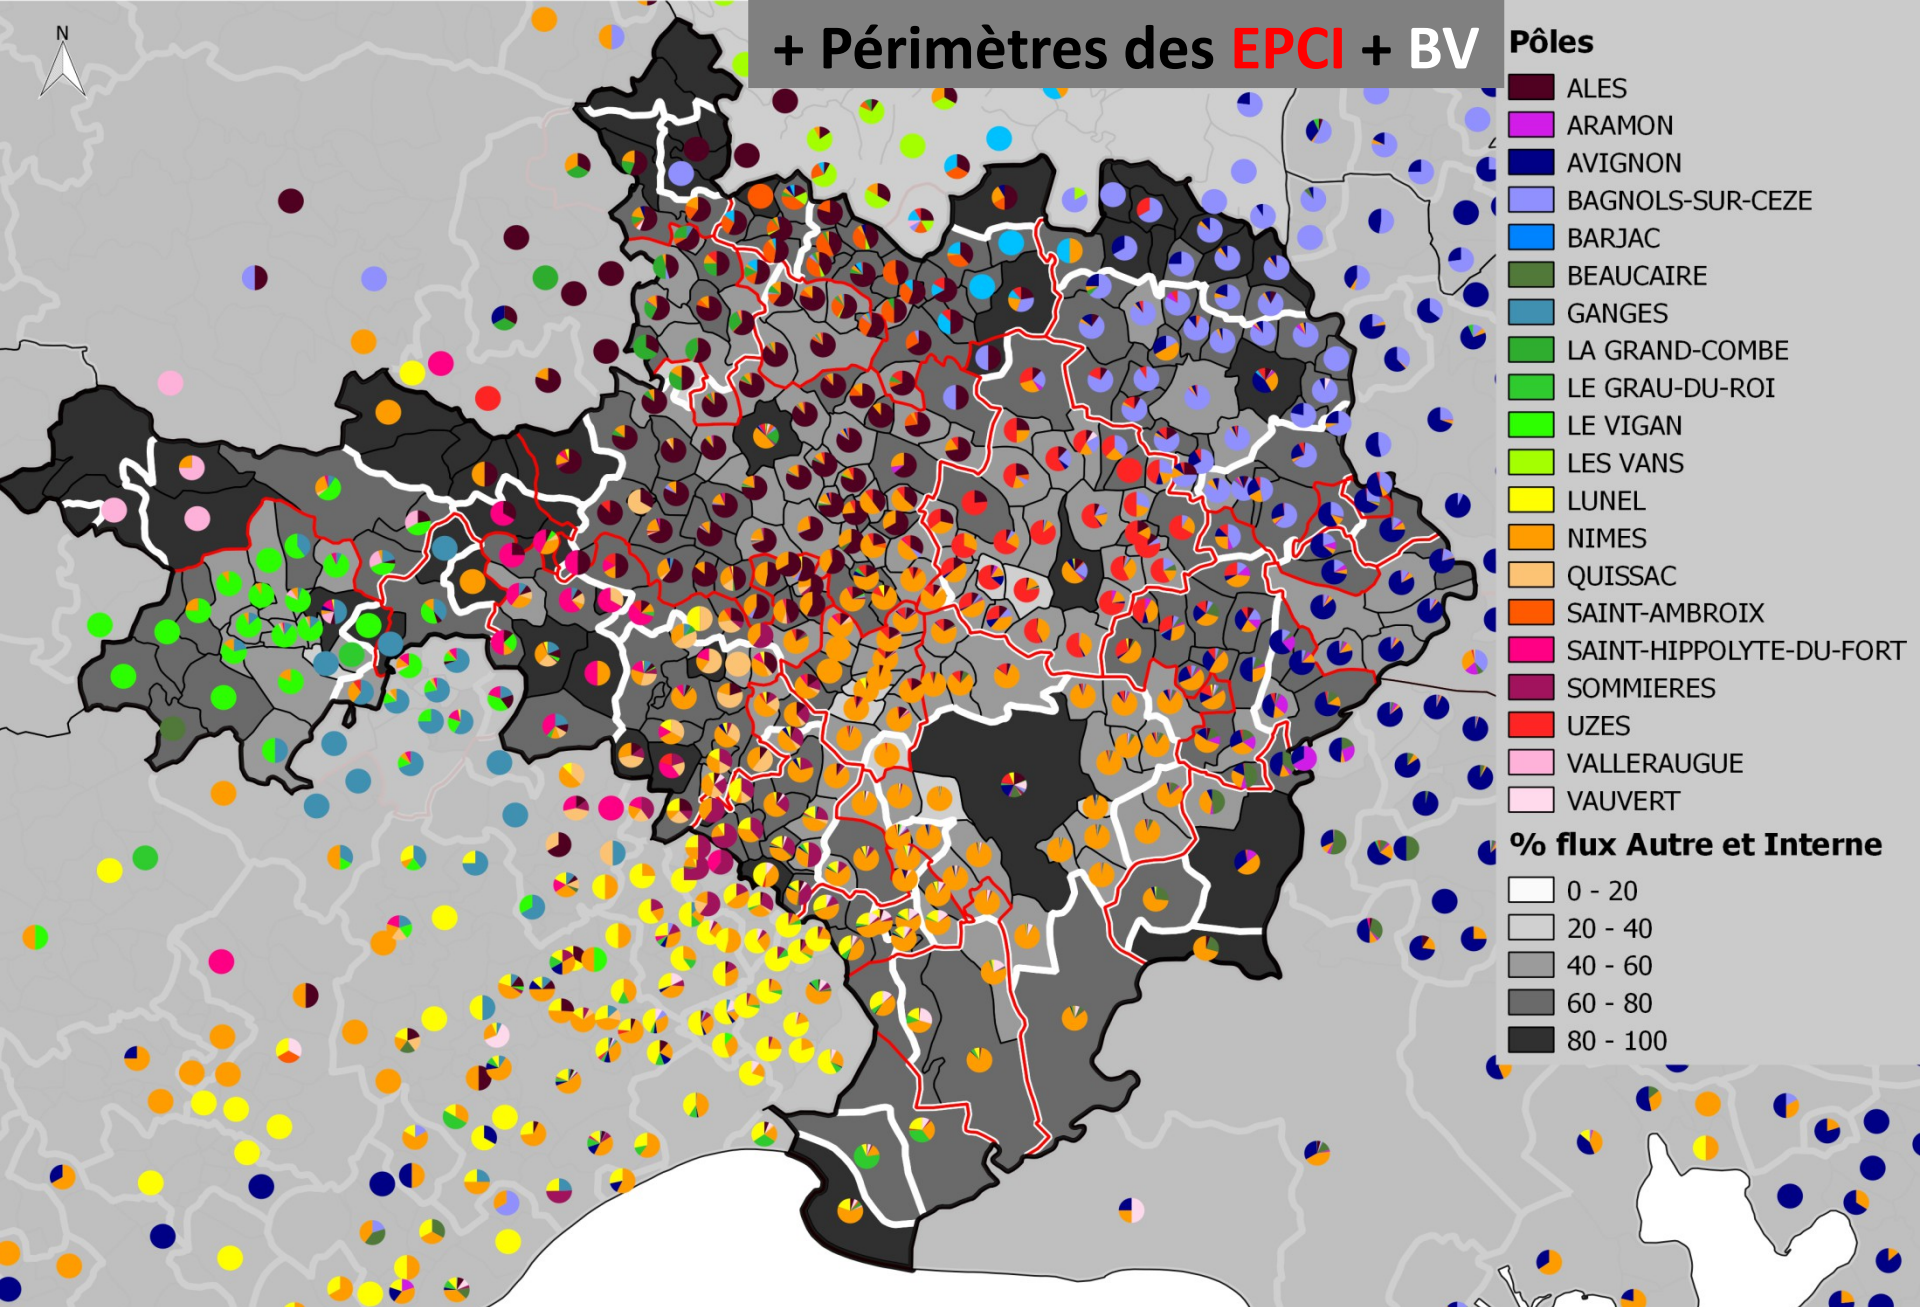 N
+ Périmètres des EPCI + BV
Pôles
ALES
ARAMON
AVIGNON
BAGNOLS-SUR-CEZE
BARJAC
BEAUCAIRE
GANGES
LA GRAND-COMBE
LE GRAU-DU-ROI
LE VIGAN
LES VANS
LUNEL
NIMES
QUISSAC
SAINT-AMBROIX
SAINT-HIPPOLYTE-DU-FORT
SOMMIERES
UZES
VALLERAUGUE
VAUVERT
% flux Autre et Interne
0 - 20
20 - 40
40 - 60
60 - 80
80 - 100